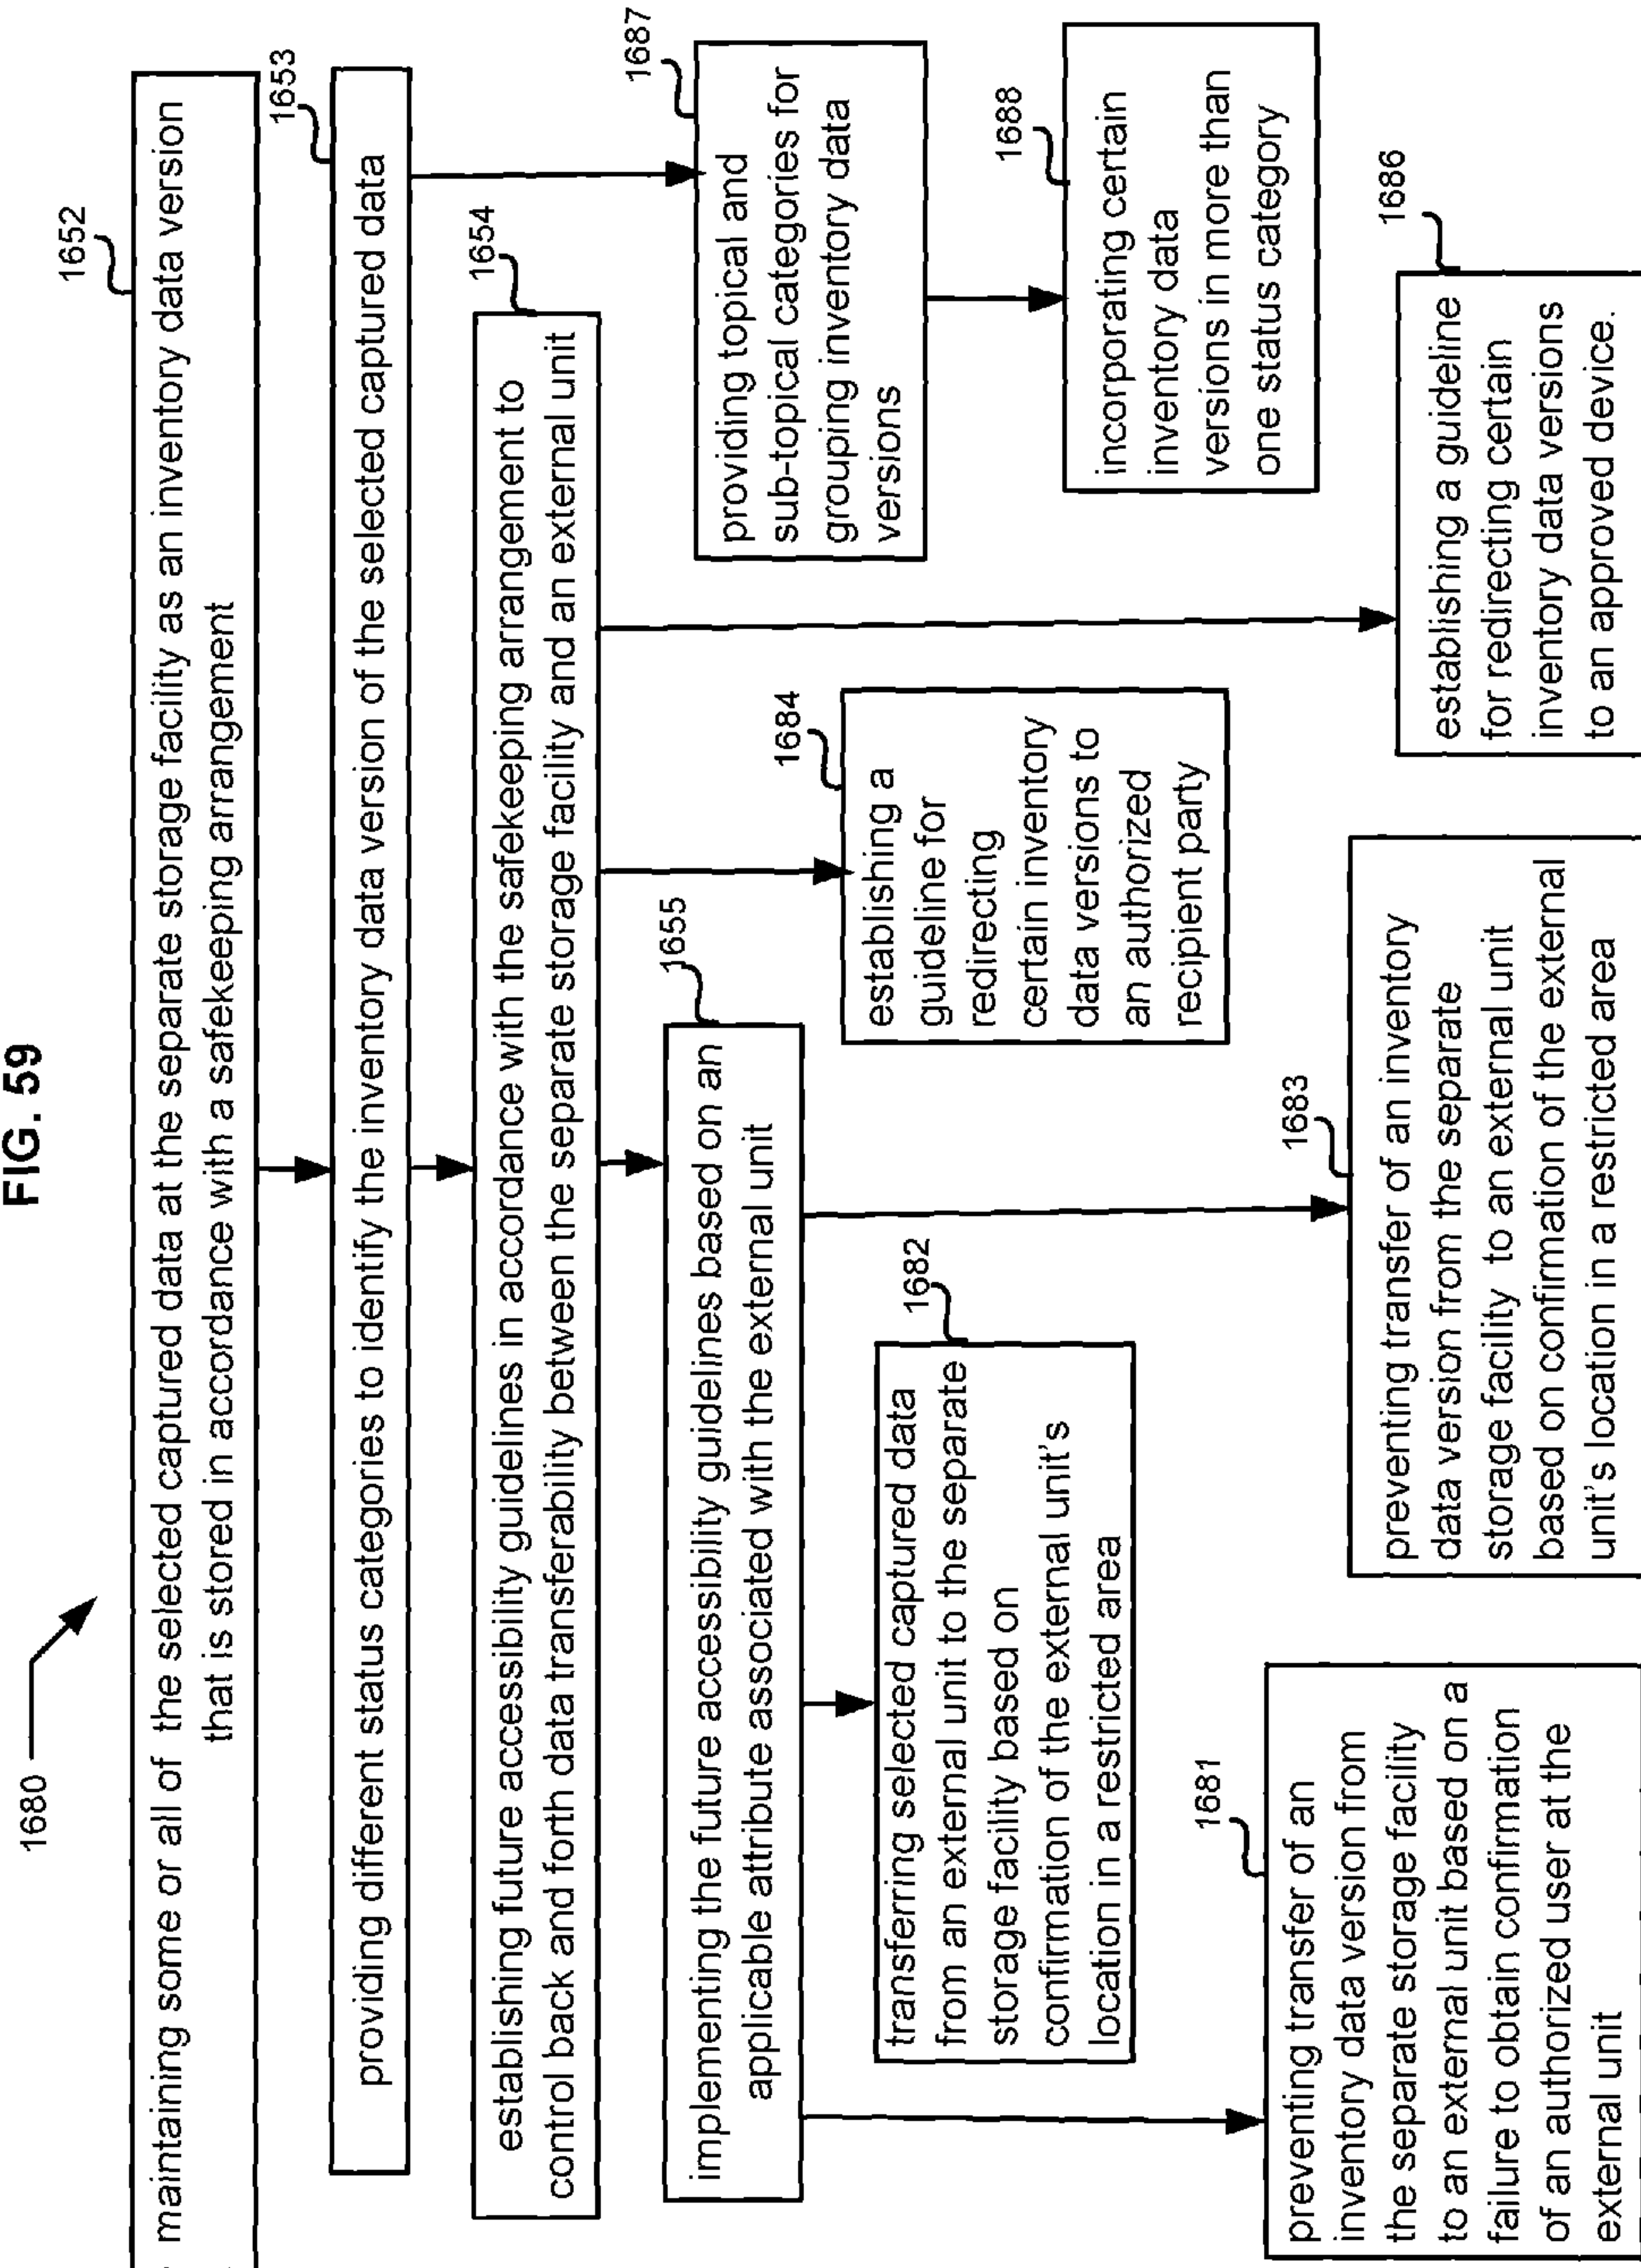 FIG. 59
1680
1652
maintaining some or all of the selected captured data at the separate storage facility as an inventory data version
that is stored in accordance with a safekeeping arrangement
1653
providing different status categories to identify the inventory data version of the selected captured data
1654
establishing future accessibility guidelines in accordance with the safekeeping arrangement to
control back and forth data transferability between the separate storage facility and an external unit
1655
implementing the future accessibility guidelines based on an
applicable attribute associated with the external unit
1687
providing topical and
sub-topical categories for
grouping inventory data
versions
1688
incorporating certain
inventory data
versions in more than
one status category
1684
establishing a
guideline for
redirecting
certain inventory
data versions to
an authorized
recipient party
1686
establishing a guideline
for redirecting certain
inventory data versions
to an approved device.
1682
transferring selected captured data
from an external unit to the separate
storage facility based on
confirmation of the external unit's
location in a restricted area
1683
preventing transfer of an inventory
data version from the separate
storage facility to an external unit
based on confirmation of the external
unit's location in a restricted area
1681
preventing transfer of an
inventory data version from
the separate storage facility
to an external unit based on a
failure to obtain confirmation
of an authorized user at the
external unit